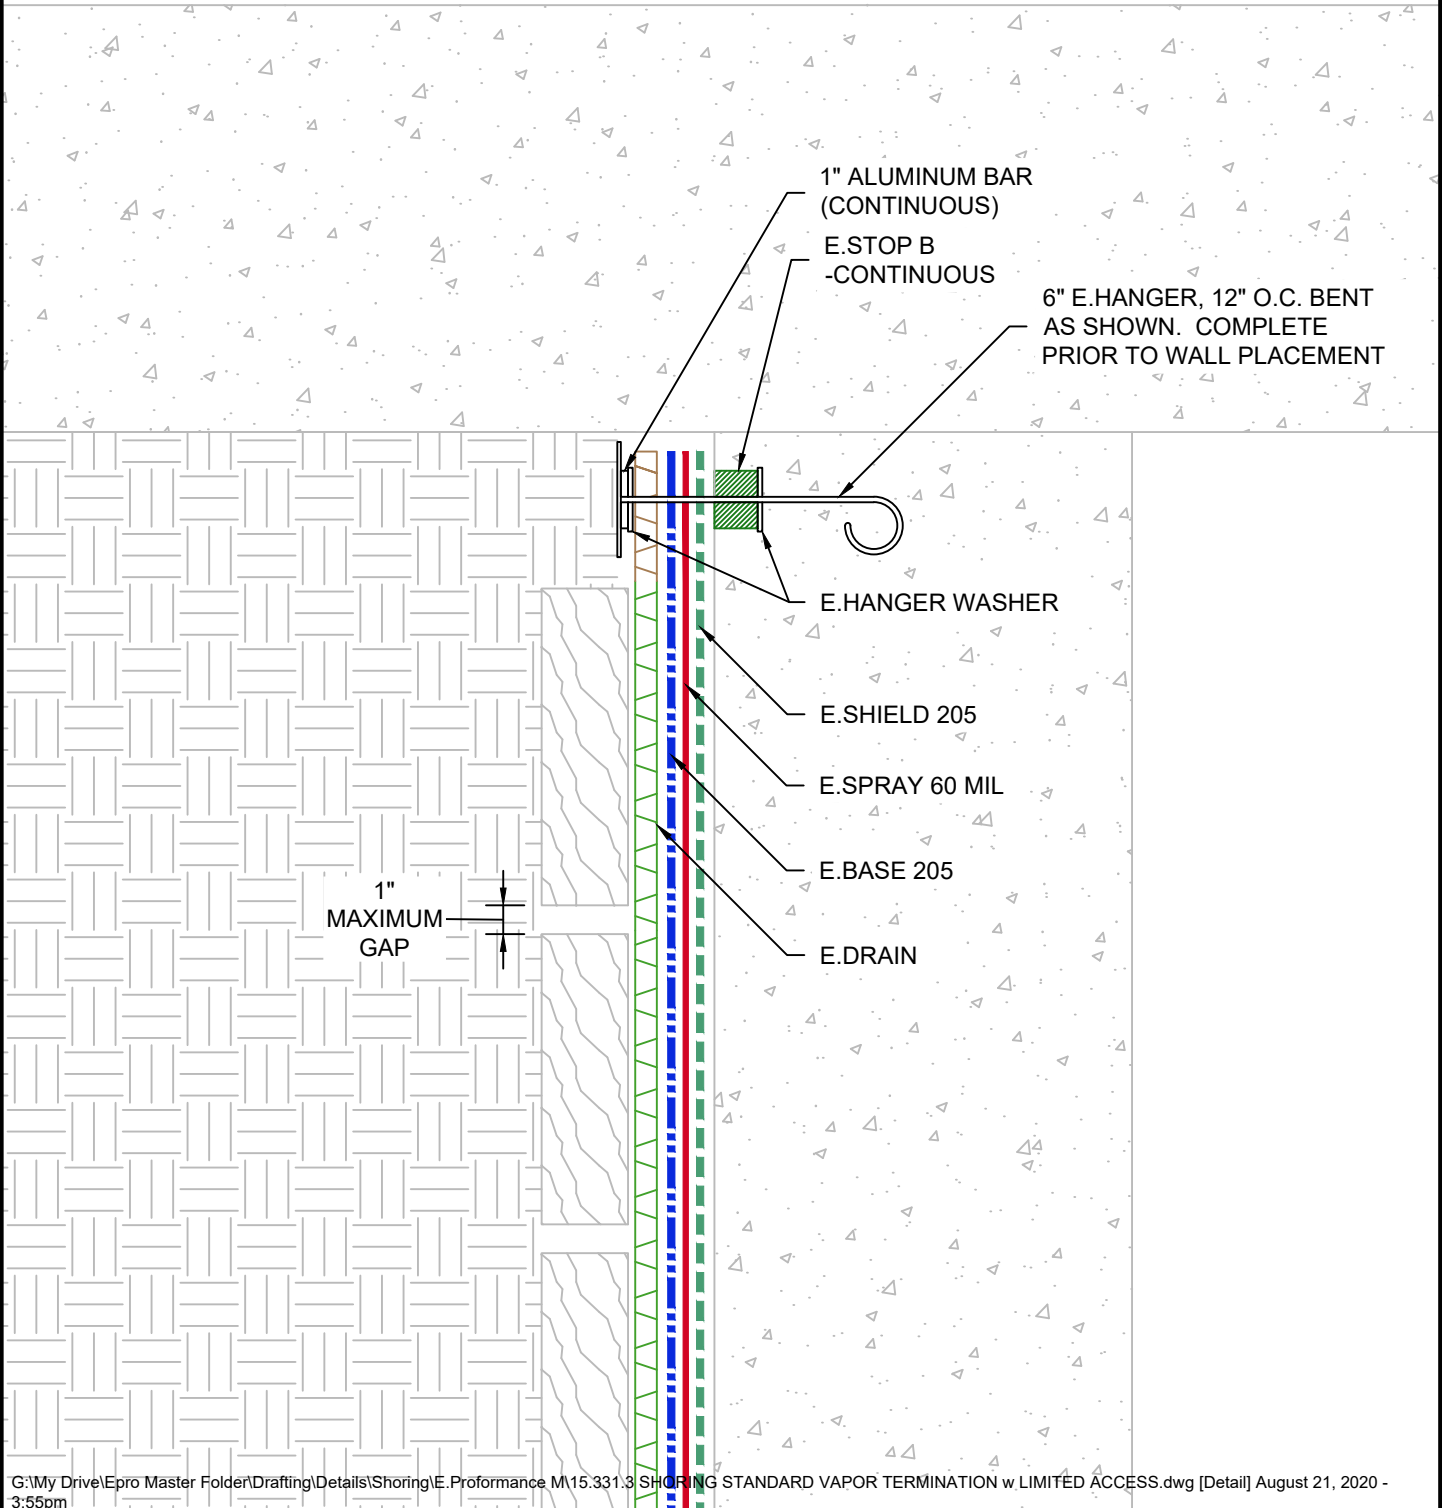 1" ALUMINUM BAR
(CONTINUOUS)
E.STOP B
-CONTINUOUS
6" E.HANGER, 12" O.C. BENT
AS SHOWN. COMPLETE
PRIOR TO WALL PLACEMENT
E.HANGER WASHER
E.SHIELD 205
E.SPRAY 60 MIL
E.BASE 205
1"
MAXIMUM
GAP
E.DRAIN
G:\My Drive\Epro Master Folder\Drafting\Details\Shoring\E.Proformance M\15.331.3 SHORING STANDARD VAPOR TERMINATION w LIMITED ACCESS.dwg [Detail] August 21, 2020 -
3:55pm